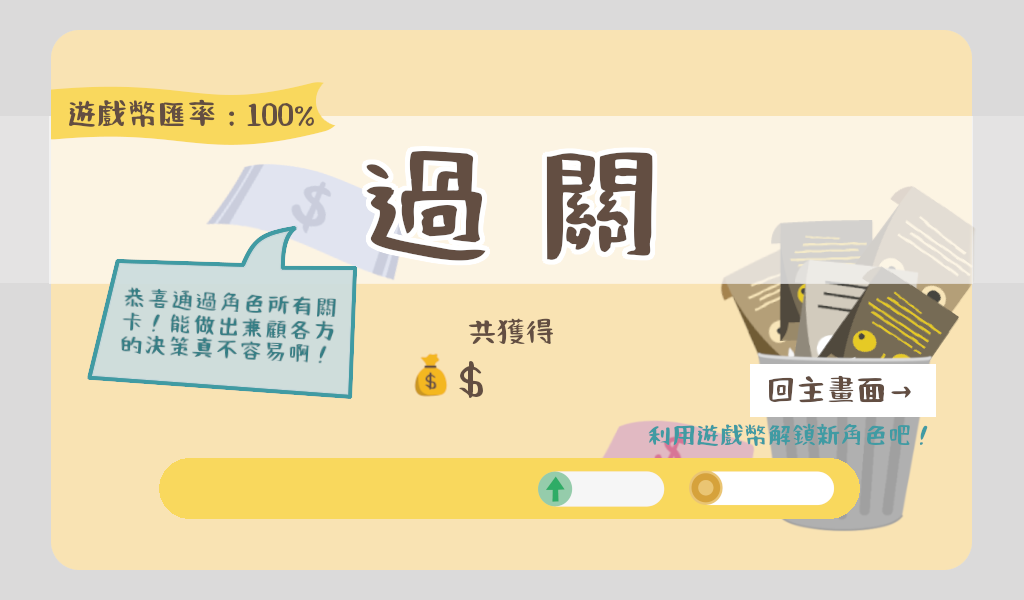 遊戲幣匯率：100%
過關
恭喜通過角色所有關
卡！能做出兼顧各方
的決策真不容易啊！
共獲得
$
回主畫面→
利用遊戲幣解鎖新角色吧！